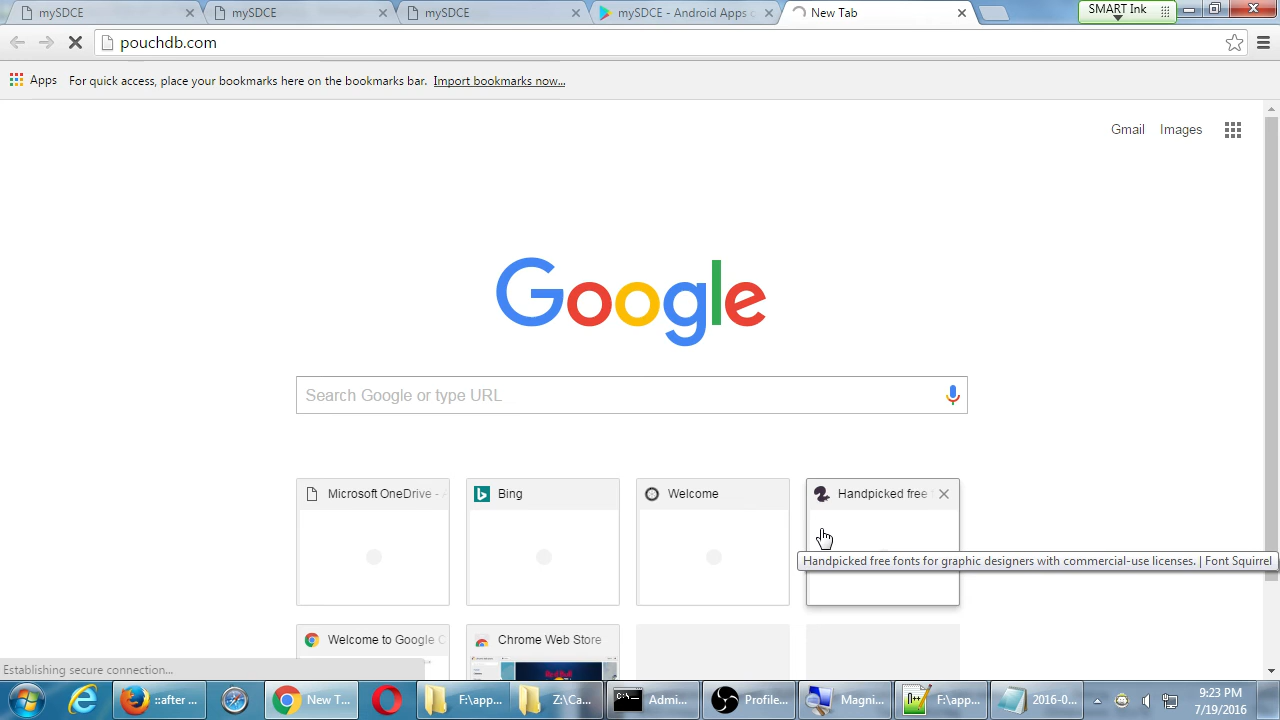 mySDCE
mySDCE
mySDCE
mySDCE - Android Apps
New Tab
SMART Ink
pouchdb.com
Apps
For quick access, place your bookmarks here on the bookmarks bar. Import bookmarks now...
Gmail Images
Google
Search Google or type URL
Microsoft OneDrive -
Bing
Welcome
Handpicked free
Handpicked free fonts for graphic designers with commercial-use licenses. | Font Squirrel
Welcome to Google
Chrome Web Store
Establishing secure connection...
::after ...
New T...
F:\app...
Z:\Ca...
Admi...
Profile...
Magni...
F:\app...
2016-0...
9:23 PM
7/19/2016